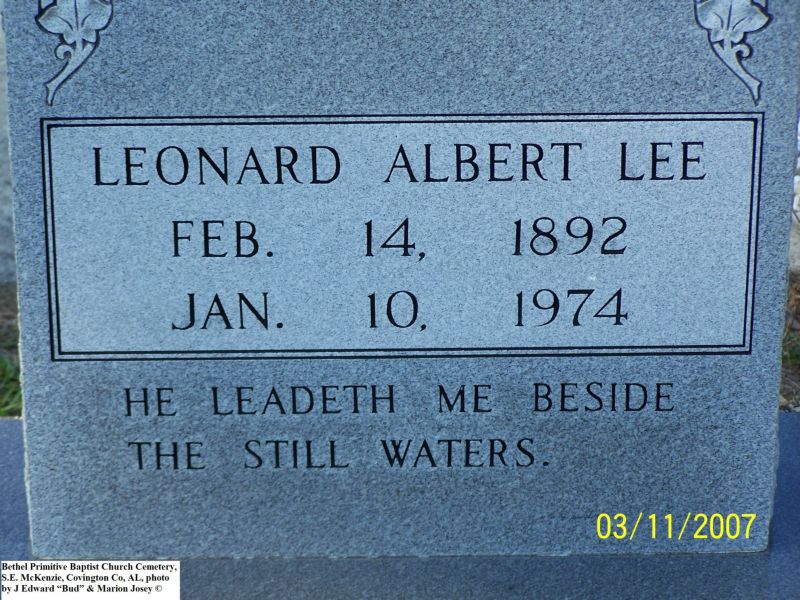 LEONARD ALBERT LEE
FEB. 14, 1892
JAN. 10, 1974
HE LEADETH ME BESIDE
THE STILL WATERS.
03/11/2007
Bethel Primitive Baptist Church Cemetery,
S.E. McKenzie, Covington Co, AL, photo
by J Edward “Bud” & Marion Josey ©